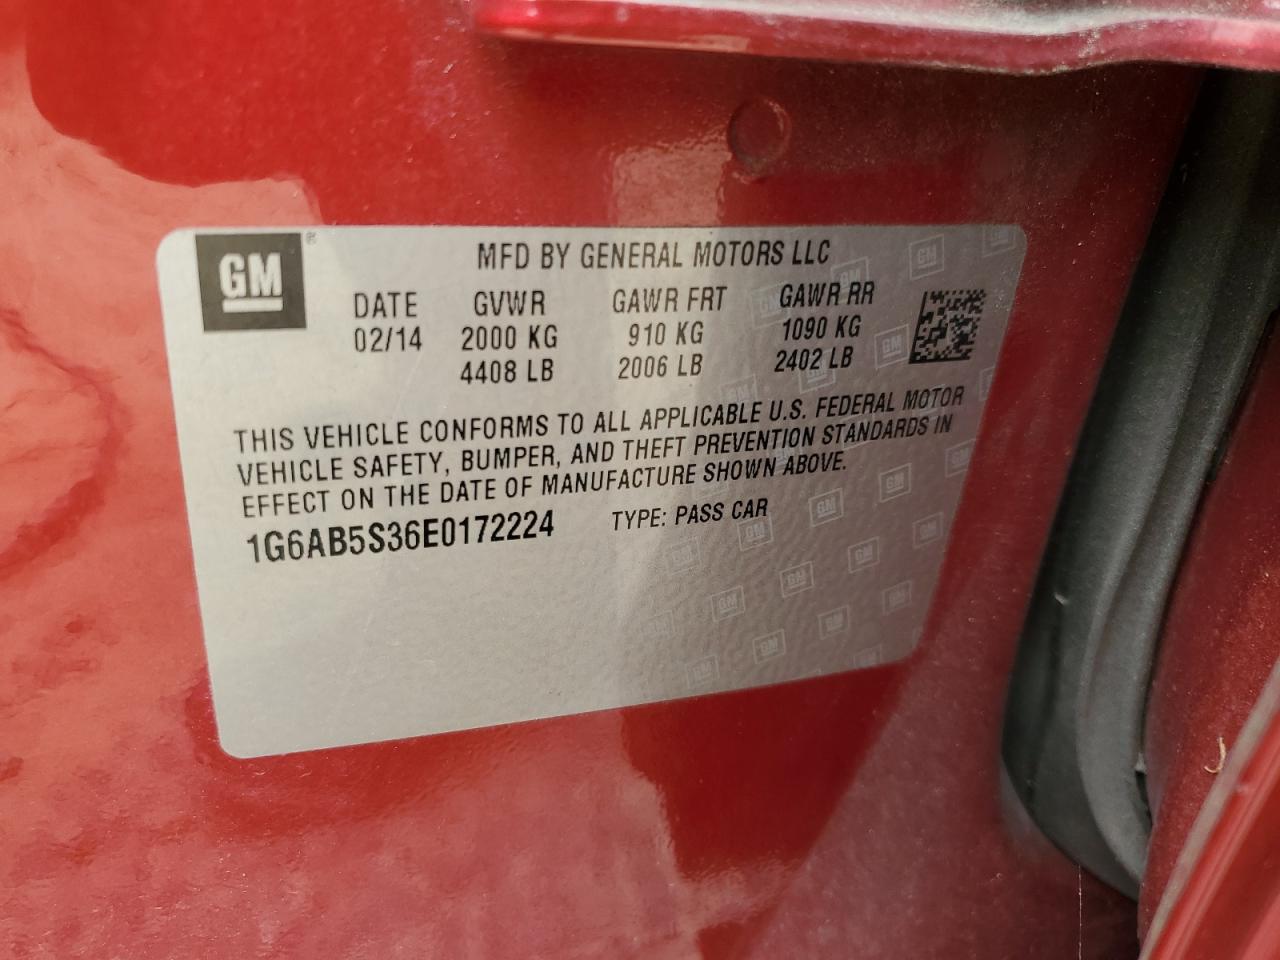 GM® MFD BY GENERAL MOTORS LLC
DATE GVWR GAWR FRT GAWR RR
02/14 2000 KG 910 KG 1090 KG
4408 LB 2006 LB 2402 LB
THIS VEHICLE CONFORMS TO ALL APPLICABLE U.S. FEDERAL MOTOR
VEHICLE SAFETY, BUMPER, AND THEFT PREVENTION STANDARDS IN
EFFECT ON THE DATE OF MANUFACTURE SHOWN ABOVE.
1G6AB5S36E0172224 TYPE: PASS CAR